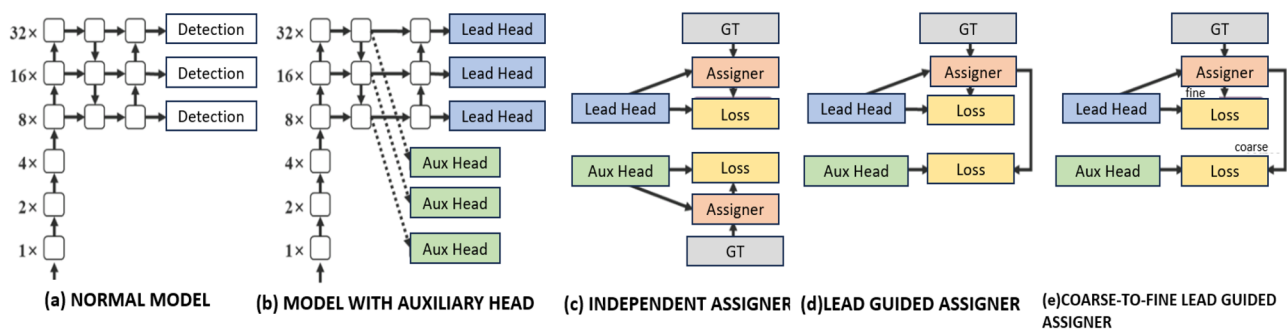 32×
16×
8×
4×
2×
1×
Detection
Detection
Detection
(a) NORMAL MODEL
32×
16×
8×
4×
2×
1×
Lead Head
Lead Head
Lead Head
Aux Head
Aux Head
Aux Head
(b) MODEL WITH AUXILIARY HEAD
GT
Assigner
Lead Head
Loss
Aux Head
Loss
Assigner
GT
(c) INDEPENDENT ASSIGNER
GT
Assigner
Lead Head
Loss
Aux Head
Loss
(d)LEAD GUIDED ASSIGNER
GT
Assigner
fine
Lead Head
Loss
coarse
Aux Head
Loss
(e)COARSE-TO-FINE LEAD GUIDED
ASSIGNER